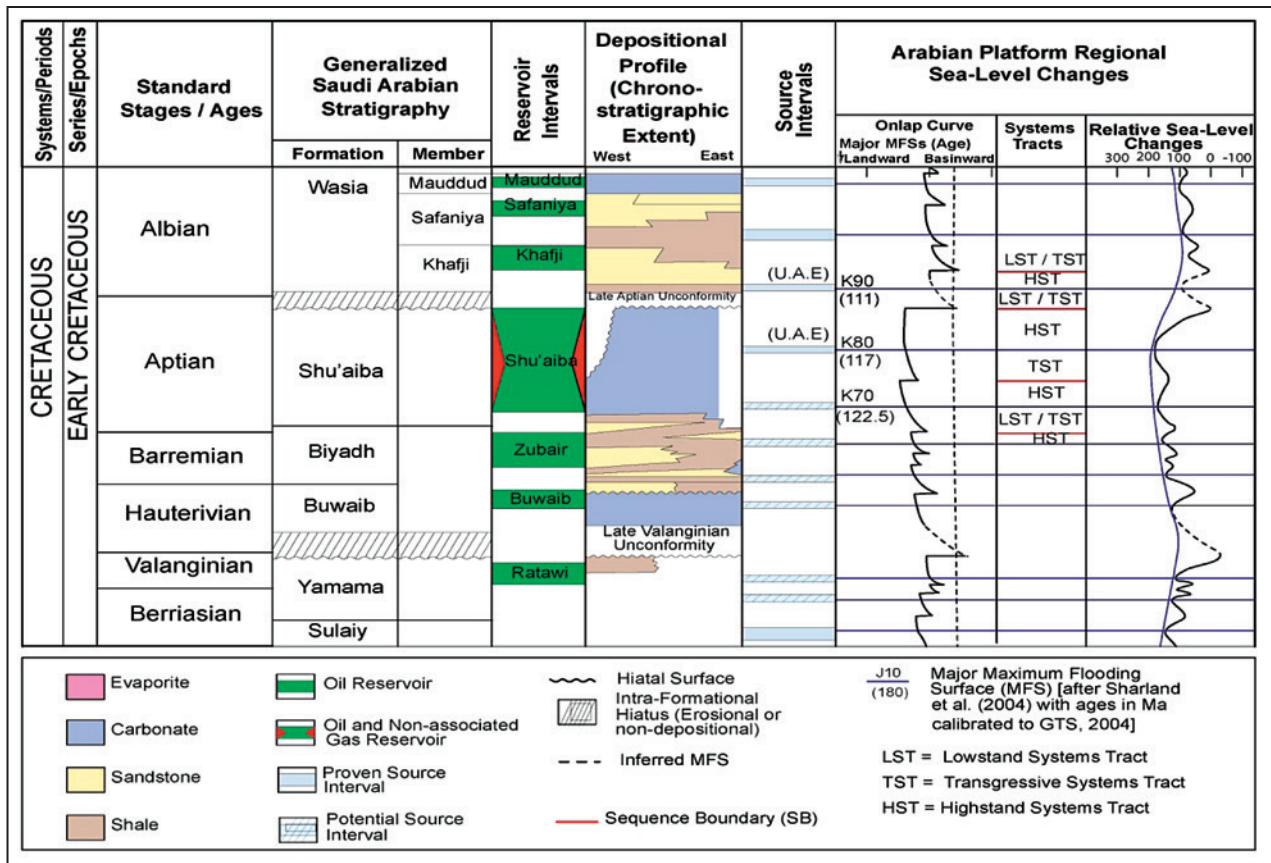 Systems/Periods
Series/Epochs
Standard
Stages / Ages
Generalized
Saudi Arabian
Stratigraphy
Formation
Member
Reservoir
Intervals
Depositional
Profile
(Chrono-
stratigraphic
Extent)
West East
Source
Intervals
Arabian Platform Regional
Sea-Level Changes
Onlap Curve
Major MFSs (Age)
Landward Basinward
Systems
Tracts
Relative Sea-Level
Changes
300 200 100 0 -100
CRETACEOUS
EARLY CRETACEOUS
Albian
Aptian
Barremian
Hauterivian
Valanginian
Berriasian
Wasia
Shu'aiba
Biyadh
Buwaib
Yamama
Sulaiy
Mauddud
Safaniya
Khafji
Mauddud
Safaniya
Khafji
Shu'aiba
Zubair
Buwaib
Ratawi
Late Aptian Unconformity
Late Valanginian
Unconformity
(U.A.E)
(U.A.E)
K90
(111)
K80
(117)
K70
(122.5)
LST / TST
HST
LST / TST
HST
TST
HST
LST / TST
HST
Evaporite
Carbonate
Sandstone
Shale
Oil Reservoir
Oil and Non-associated
Gas Reservoir
Proven Source
Interval
Potential Source
Interval
Hiatal Surface
Intra-Formational
Hiatus (Erosional or
non-depositional)
Inferred MFS
Sequence Boundary (SB)
J10
(180)
Major Maximum Flooding
Surface (MFS) [after Sharland
et al. (2004) with ages in Ma
calibrated to GTS, 2004]
LST = Lowstand Systems Tract
TST = Transgressive Systems Tract
HST = Highstand Systems Tract